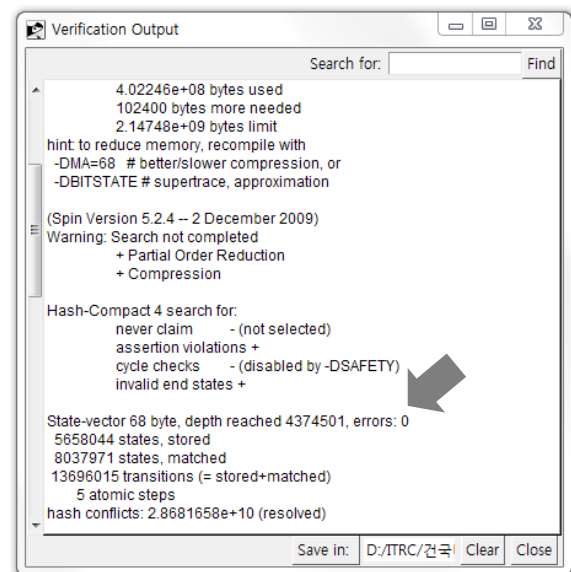 Verification Output
Search for: Find
4.02246e+08 bytes used
102400 bytes more needed
2.14748e+09 bytes limit
hint: to reduce memory, recompile with
-DMA=68 # better/slower compression, or
-DBITSTATE # supertrace, approximation
(Spin Version 5.2.4 -- 2 December 2009)
Warning: Search not completed
+ Partial Order Reduction
+ Compression
Hash-Compact 4 search for:
never claim - (not selected)
assertion violations +
cycle checks - (disabled by -DSAFETY)
invalid end states +
State-vector 68 byte, depth reached 4374501, errors: 0
5658044 states, stored
8037971 states, matched
13696015 transitions (= stored+matched)
5 atomic steps
hash conflicts: 2.8681658e+10 (resolved)
Save in: D:/ITRC/건국 Clear Close